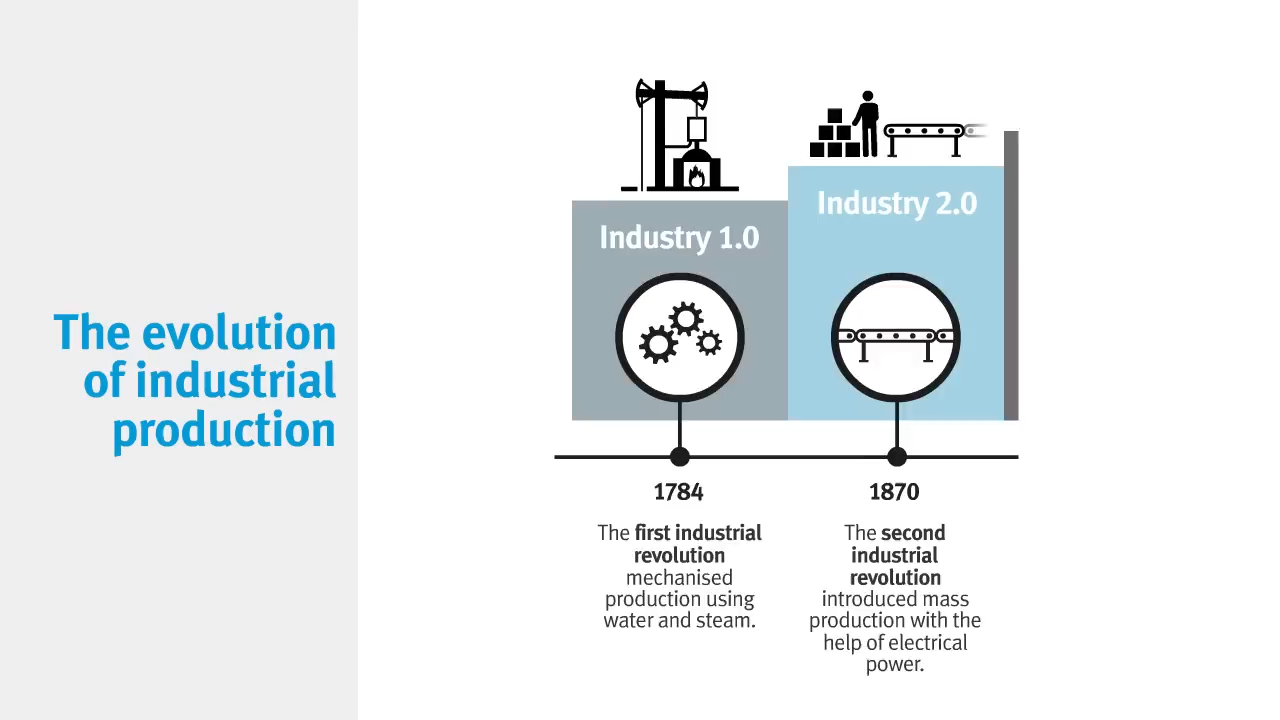 The evolution
of industrial
production
Industry 1.0
Industry 2.0
1784
The first industrial
revolution
mechanised
production using
water and steam.
1870
The second
industrial
revolution
introduced mass
production with the
help of electrical
power.